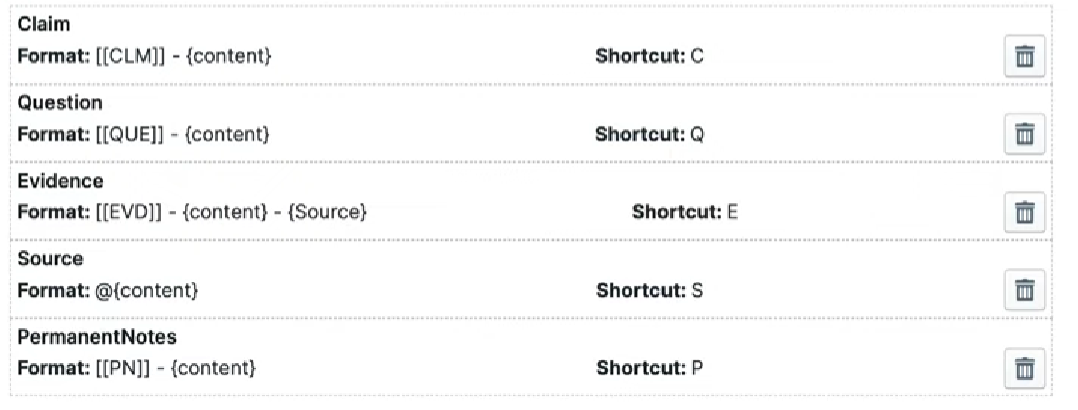 Claim
Format: [[CLM]] - {content} Shortcut: C
Question
Format: [[QUE]] - {content} Shortcut: Q
Evidence
Format: [[EVD]] - {content} - {Source} Shortcut: E
Source
Format: @{content} Shortcut: S
PermanentNotes
Format: [[PN]] - {content} Shortcut: P